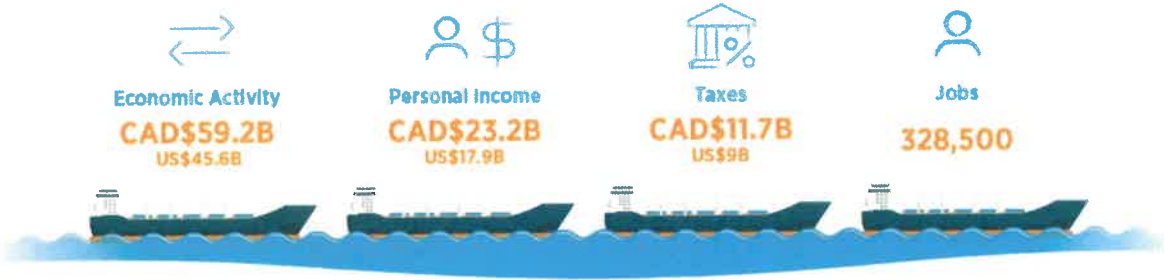 Economic Activity
CAD$59.2B
US$45.6B
Personal Income
CAD$23.2B
US$17.9B
Taxes
CAD$11.7B
US$9B
Jobs
328,500